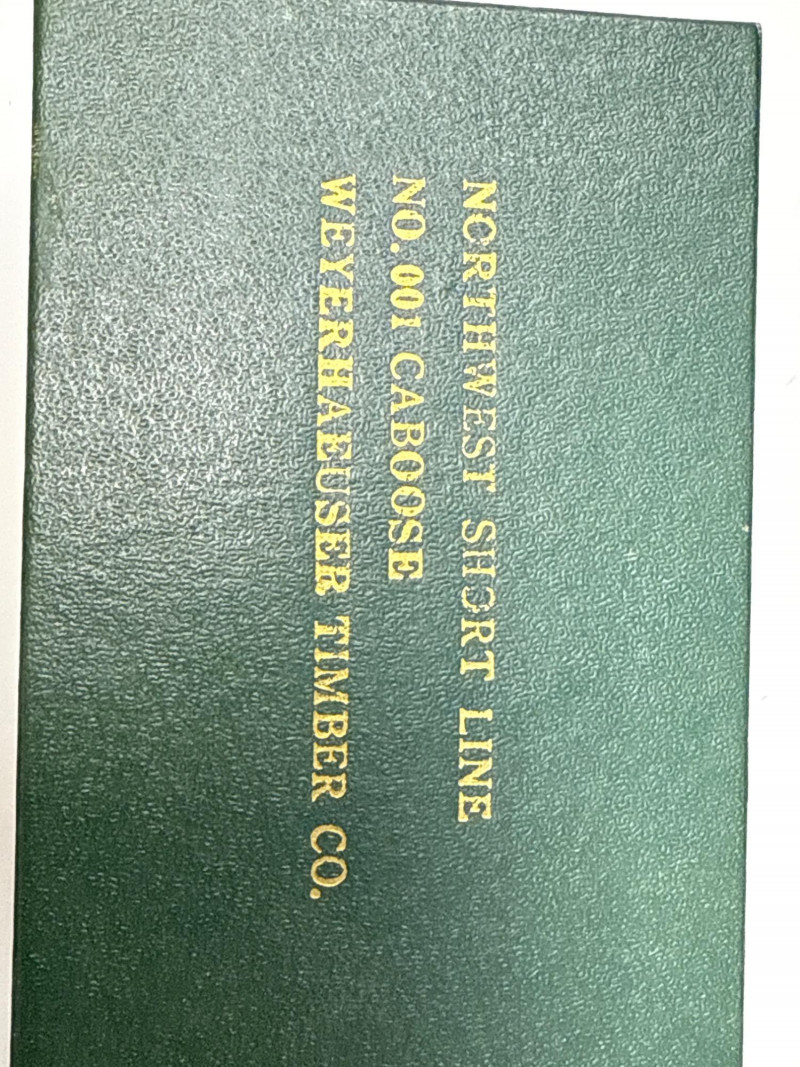 NORTHWEST SHORT LINE
NO. 001 CABOOSE
WEYERHAEUSER TIMBER CO.